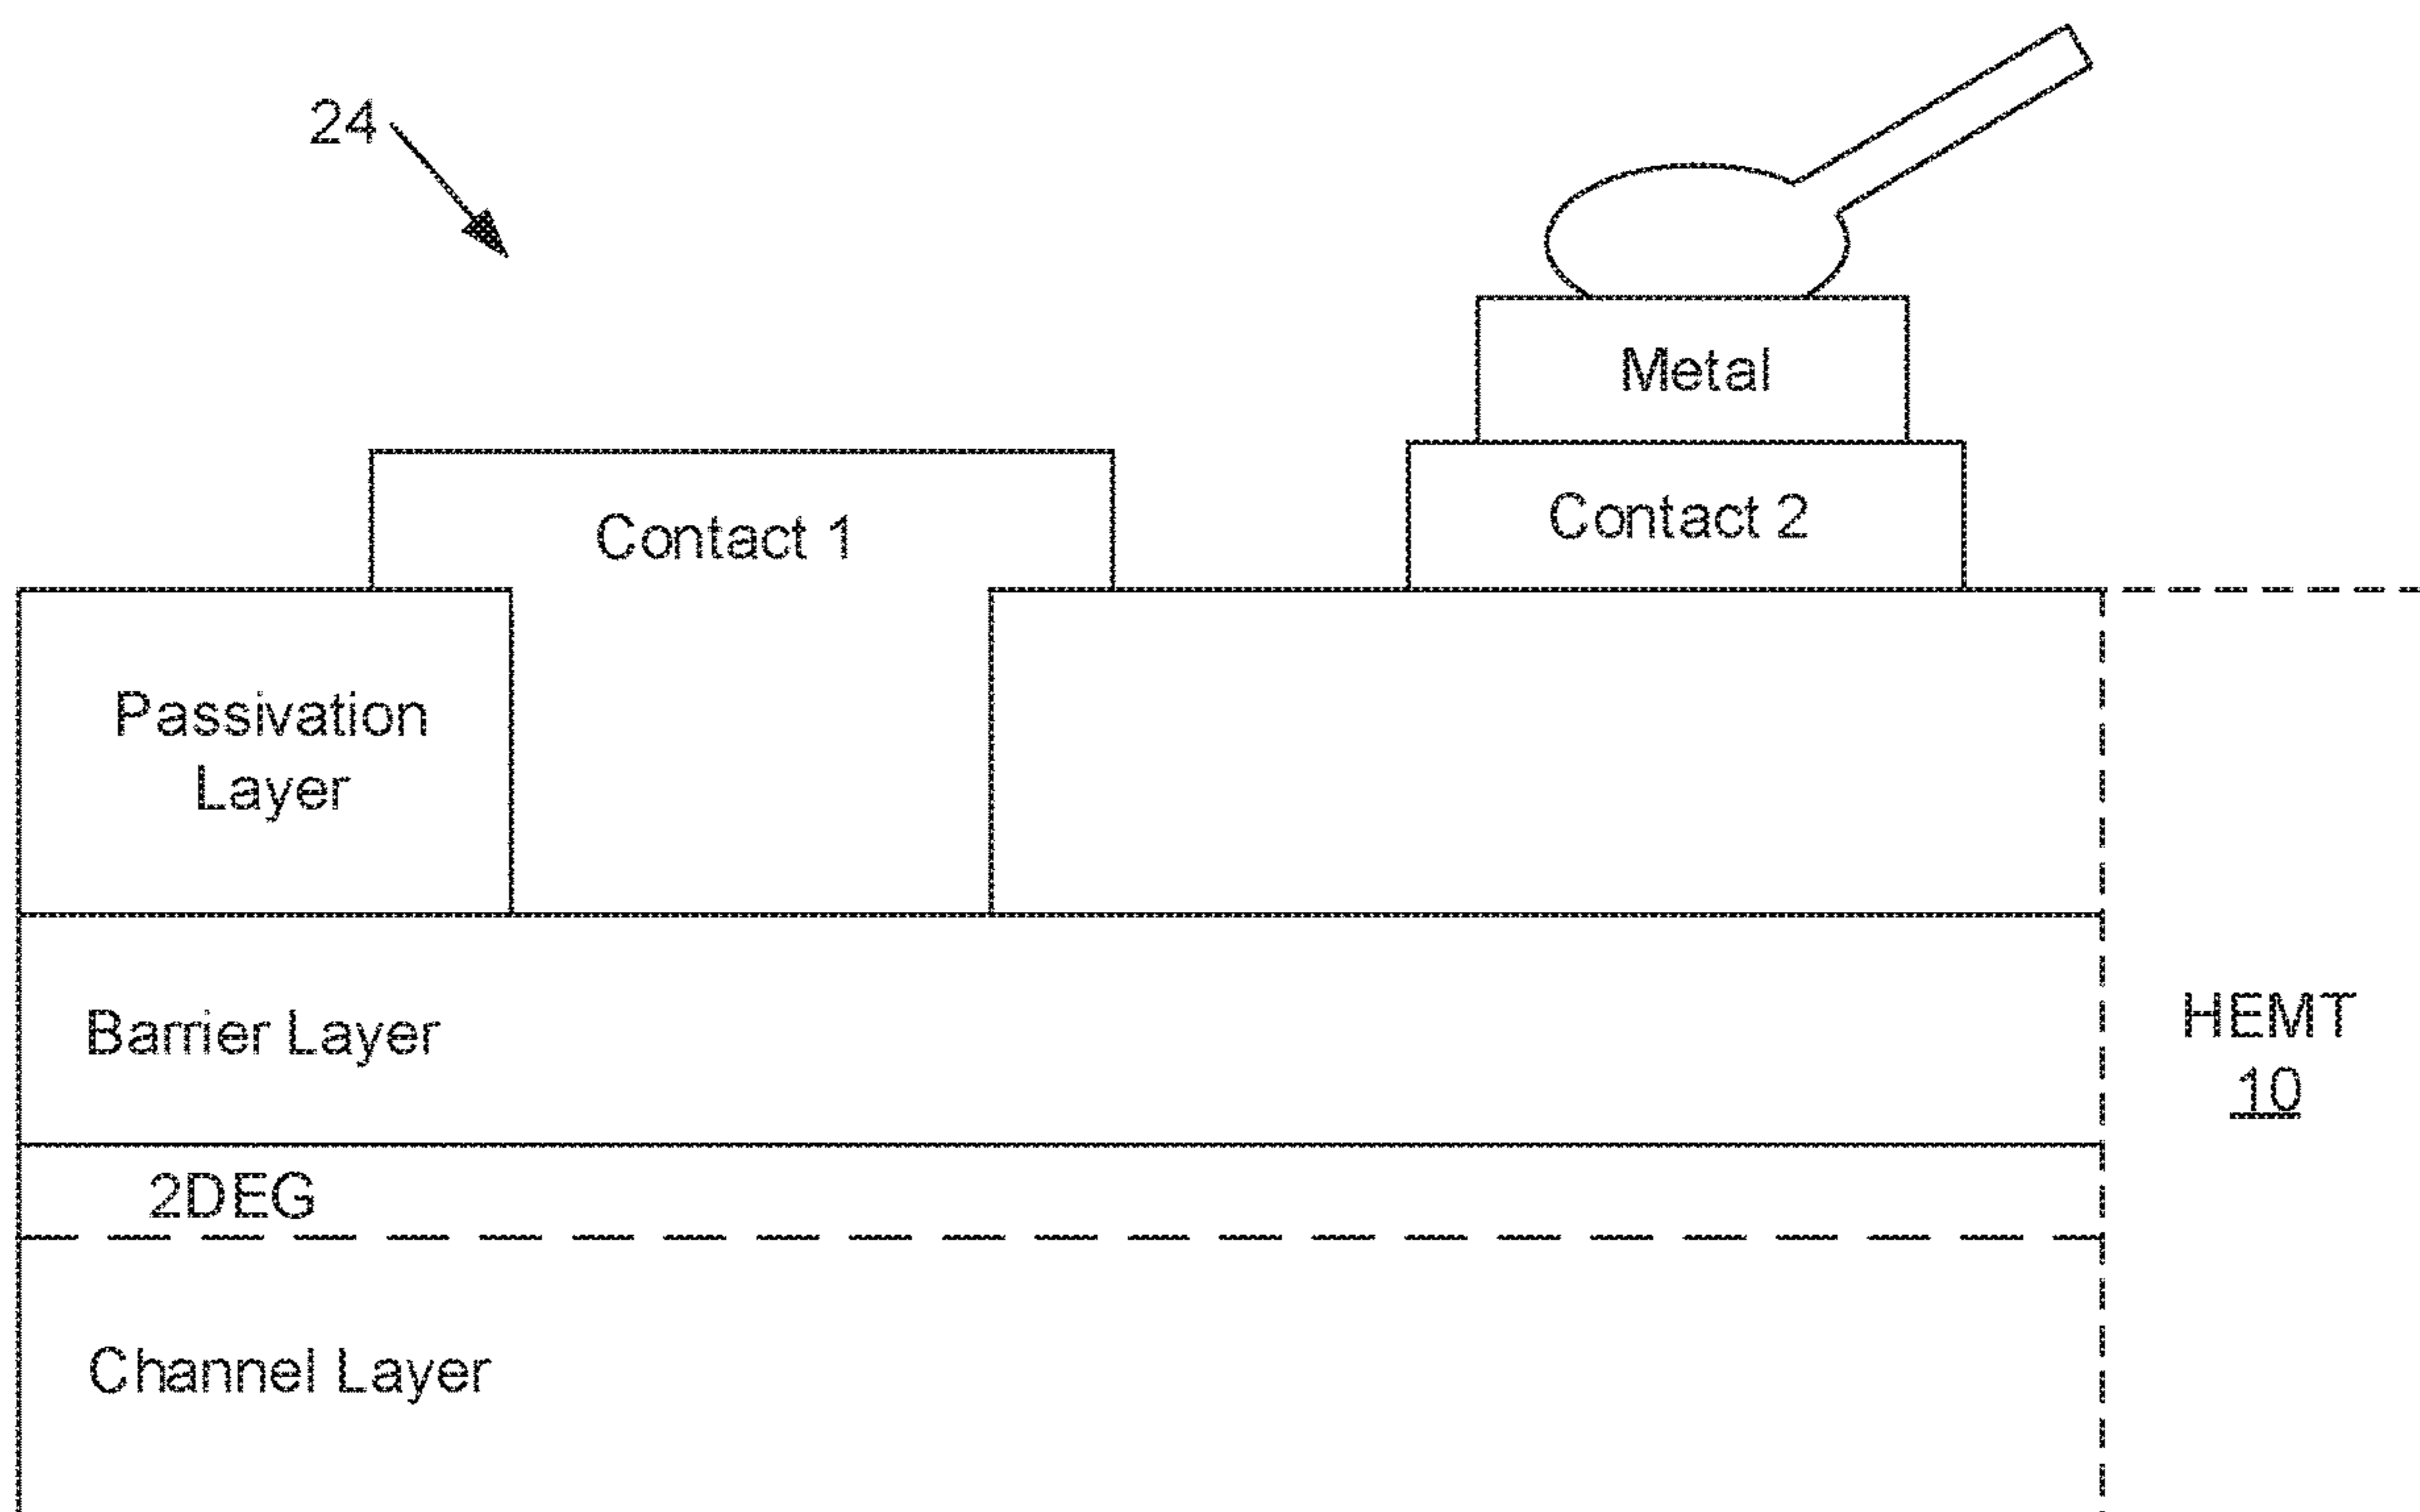 24
Metal
Contact 1
Contact 2
Passivation
Layer
Barrier Layer
HEMT
10
2DEG
Channel Layer